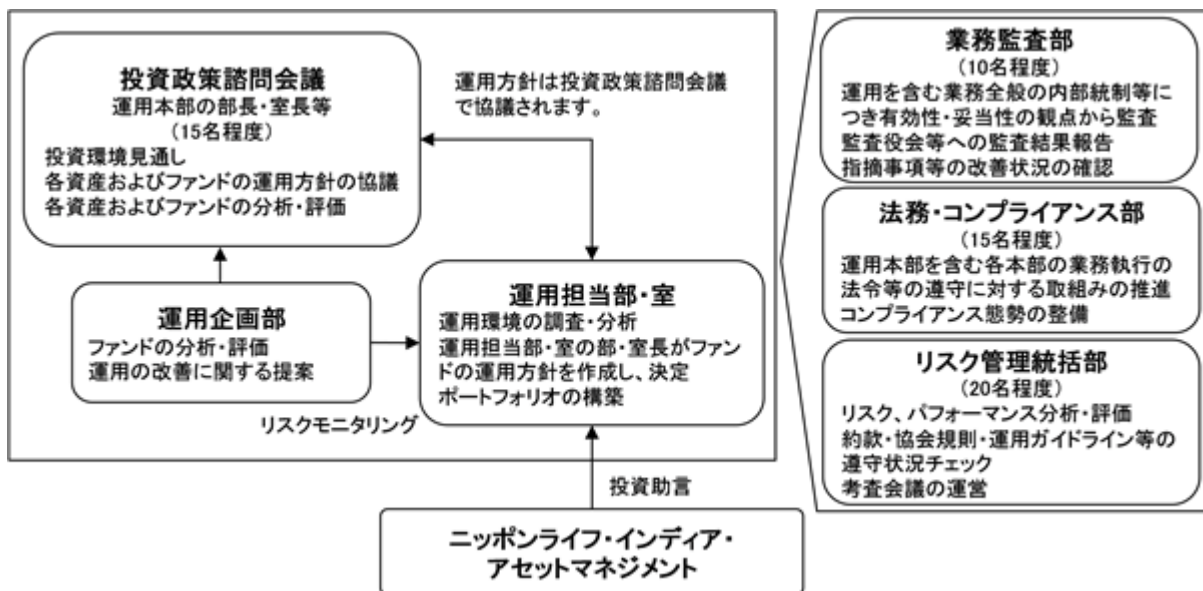 投資政策諮問会議
運用本部の部長・室長等
(15名程度)
投資環境見通し
各資産およびファンドの運用方針の協議
各資産およびファンドの分析・評価
運用方針は投資政策諮問会議
で協議されます。
運用企画部
ファンドの分析・評価
運用の改善に関する提案
リスクモニタリング
運用担当部・室
運用環境の調査・分析
運用担当部・室の部・室長がファン
ドの運用方針を作成し、決定
ポートフォリオの構築
投資助言
ニッポンライフ・インディア・
アセットマネジメント
業務監査部
(10名程度)
運用を含む業務全般の内部統制等に
つき有効性・妥当性の観点から監査
監査役会等への監査結果報告
指摘事項等の改善状況の確認
法務・コンプライアンス部
(15名程度)
運用本部を含む各本部の業務執行の
法令等の遵守に対する取組みの推進
コンプライアンス態勢の整備
リスク管理統括部
(20名程度)
リスク、パフォーマンス分析・評価
約款・協会規則・運用ガイドライン等の
遵守状況チェック
考査会議の運営